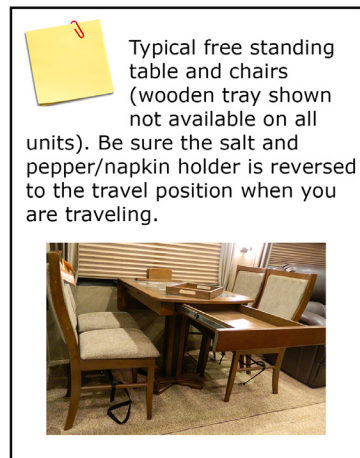 Typical free standing
table and chairs
(wooden tray shown
not available on all
units). Be sure the salt and
pepper/napkin holder is reversed
to the travel position when you
are traveling.